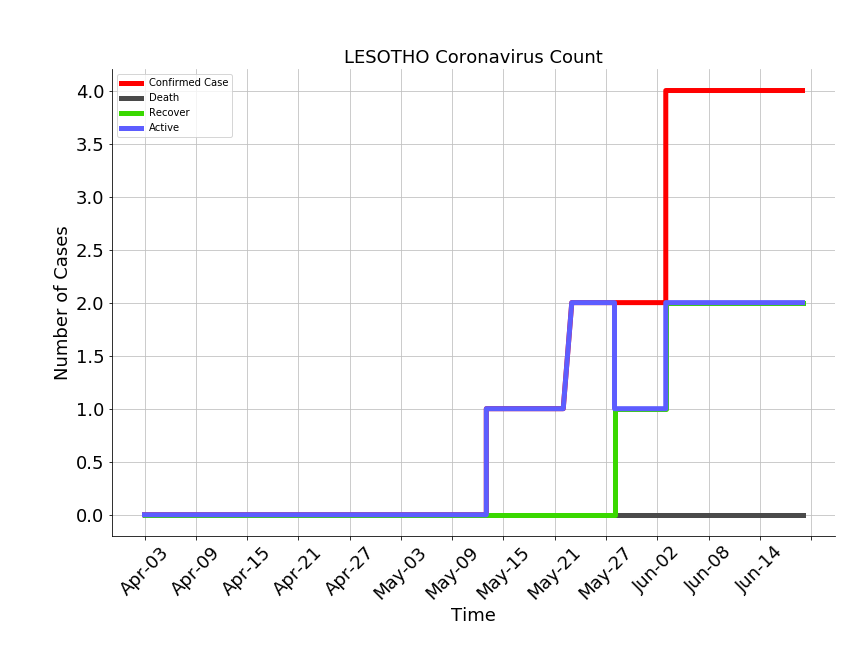 LESOTHO Coronavirus Count
Confirmed Case
Death
Recover
Active
Number of Cases
4.0
3.5
3.0
2.5
2.0
1.5
1.0
0.5
0.0
Apr-03
Apr-09
Apr-15
Apr-21
Apr-27
May-03
May-09
May-15
May-21
May-27
Jun-02
Jun-08
Jun-14
Time